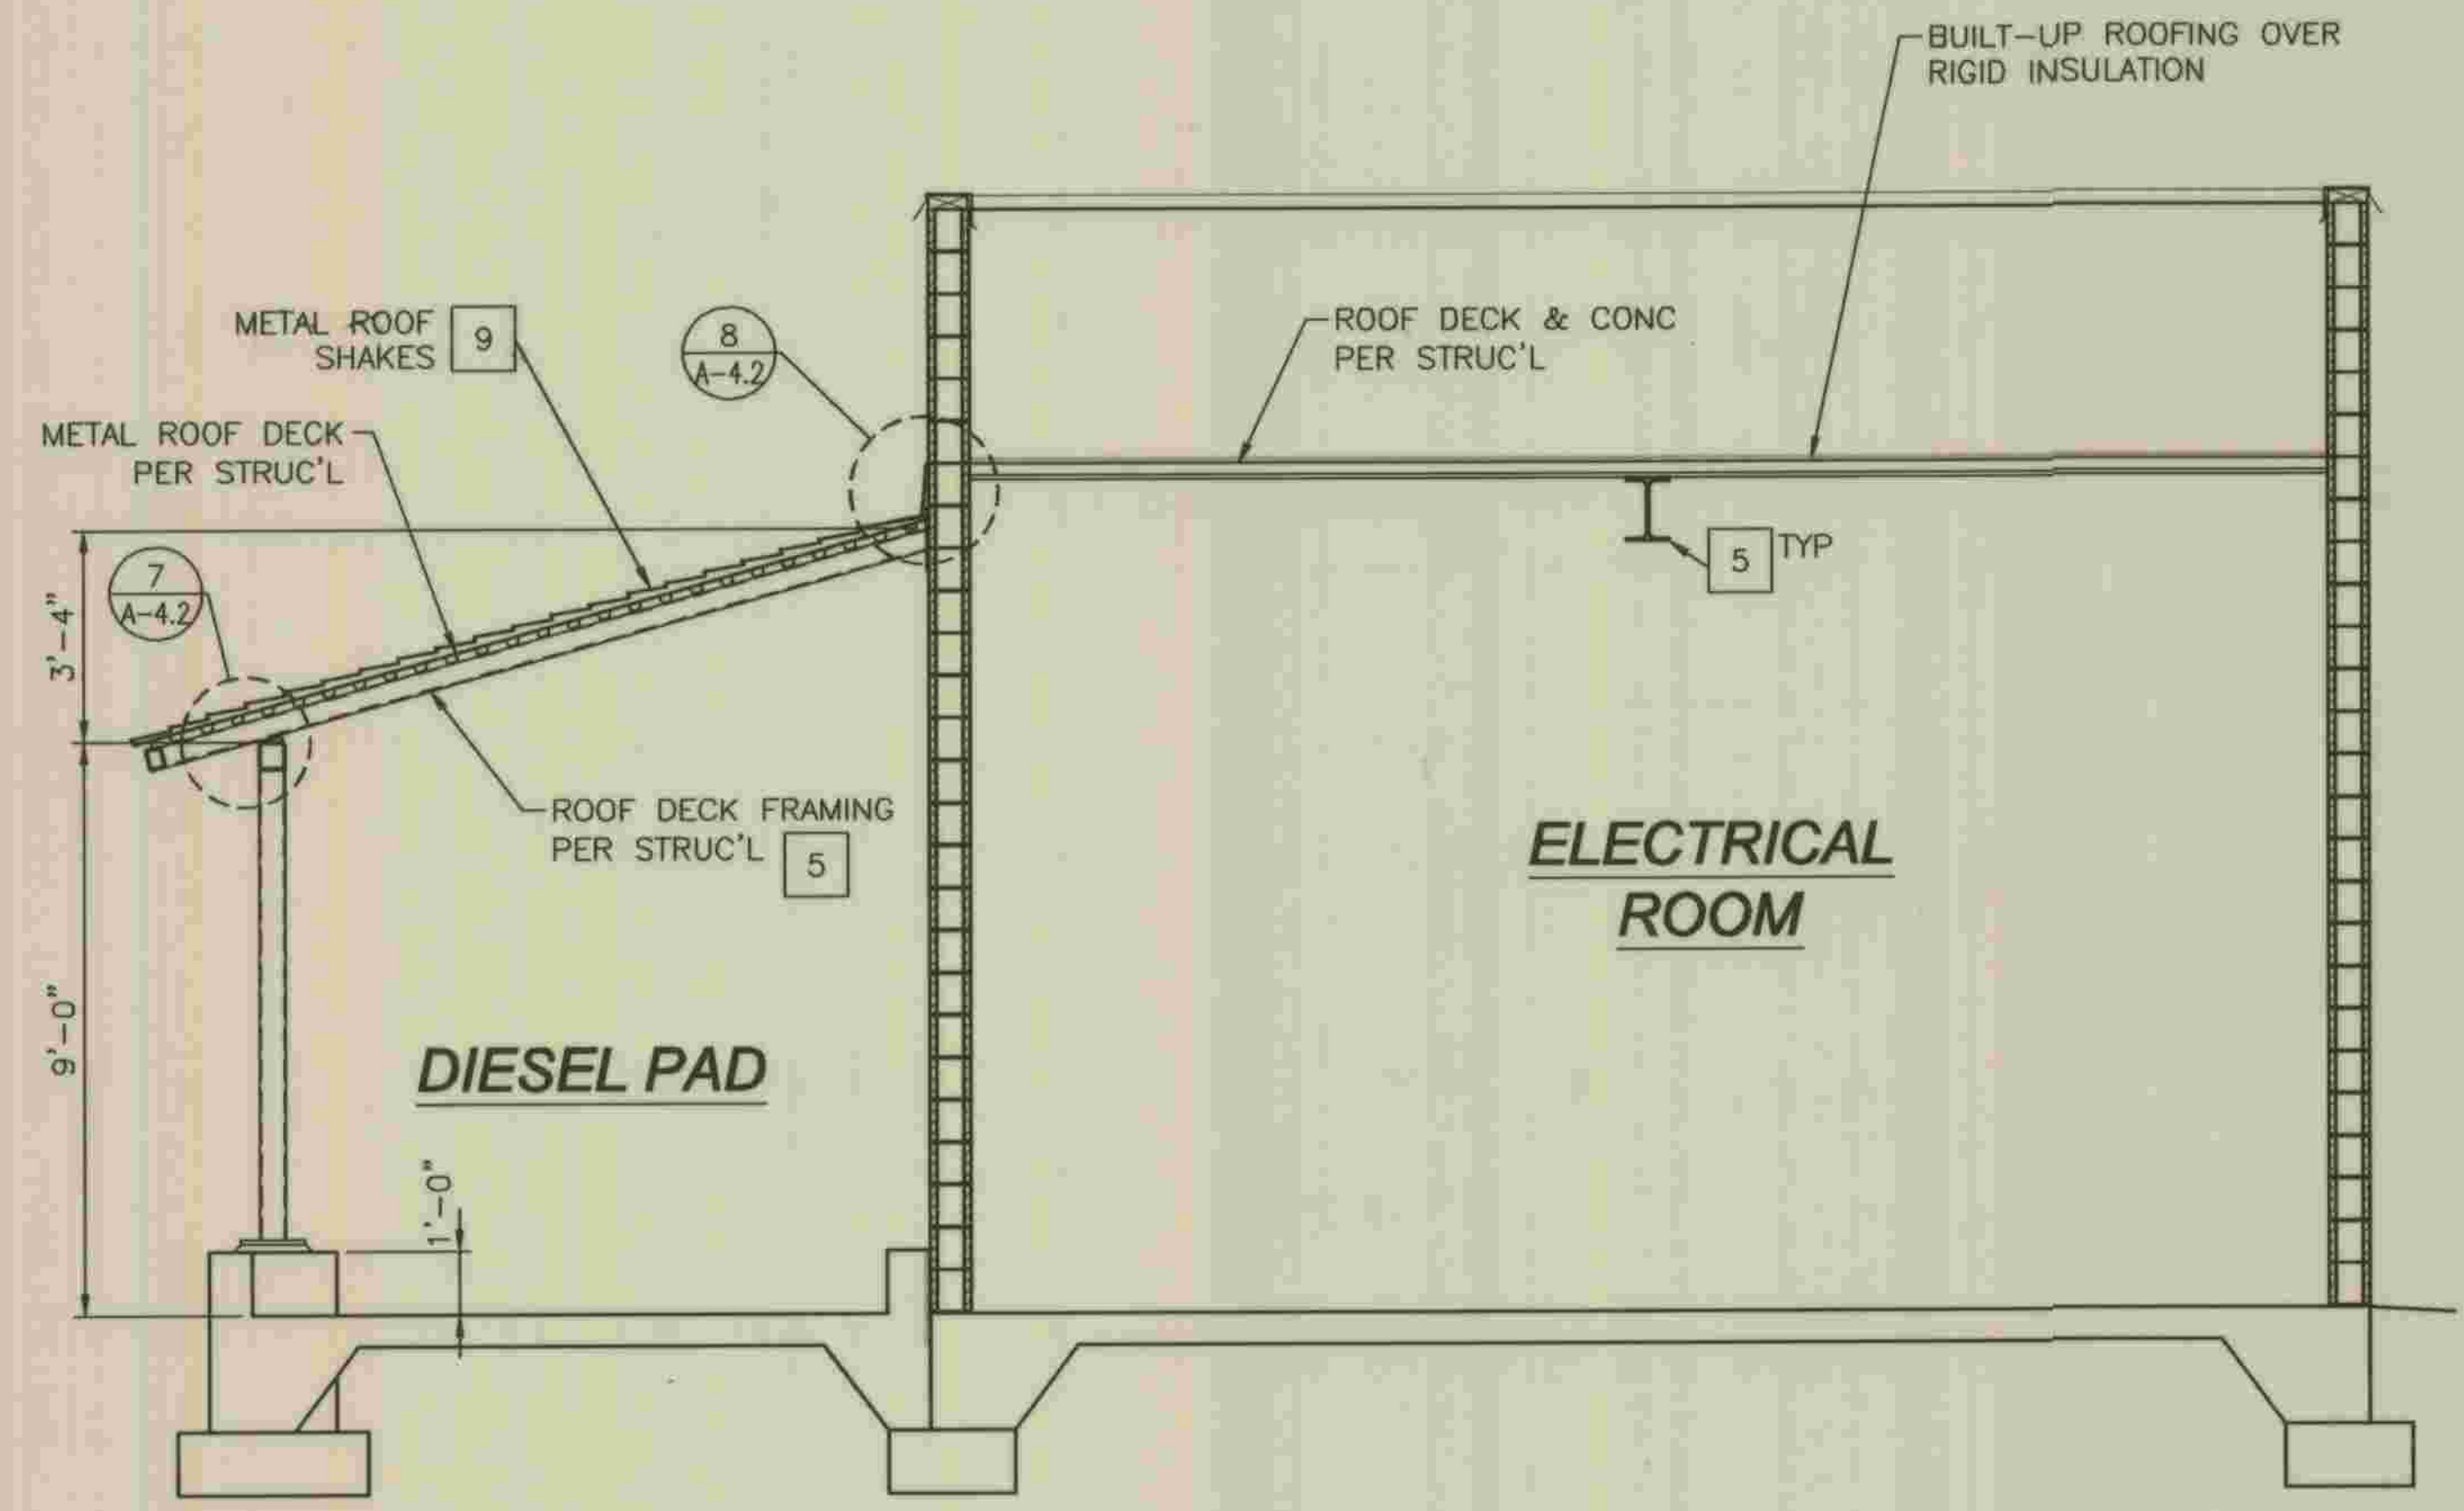 BUILT-UP ROOFING OVER
RIGID INSULATION
METAL ROOF
SHAKES
9
8
A-4.2
ROOF DECK & CONC
PER STRUC'L
METAL ROOF DECK
PER STRUC'L
5 TYP
7
A-4.2
3'-4"
ROOF DECK FRAMING
PER STRUC'L
5
ELECTRICAL
ROOM
9'-0"
DIESEL PAD
1'-0"